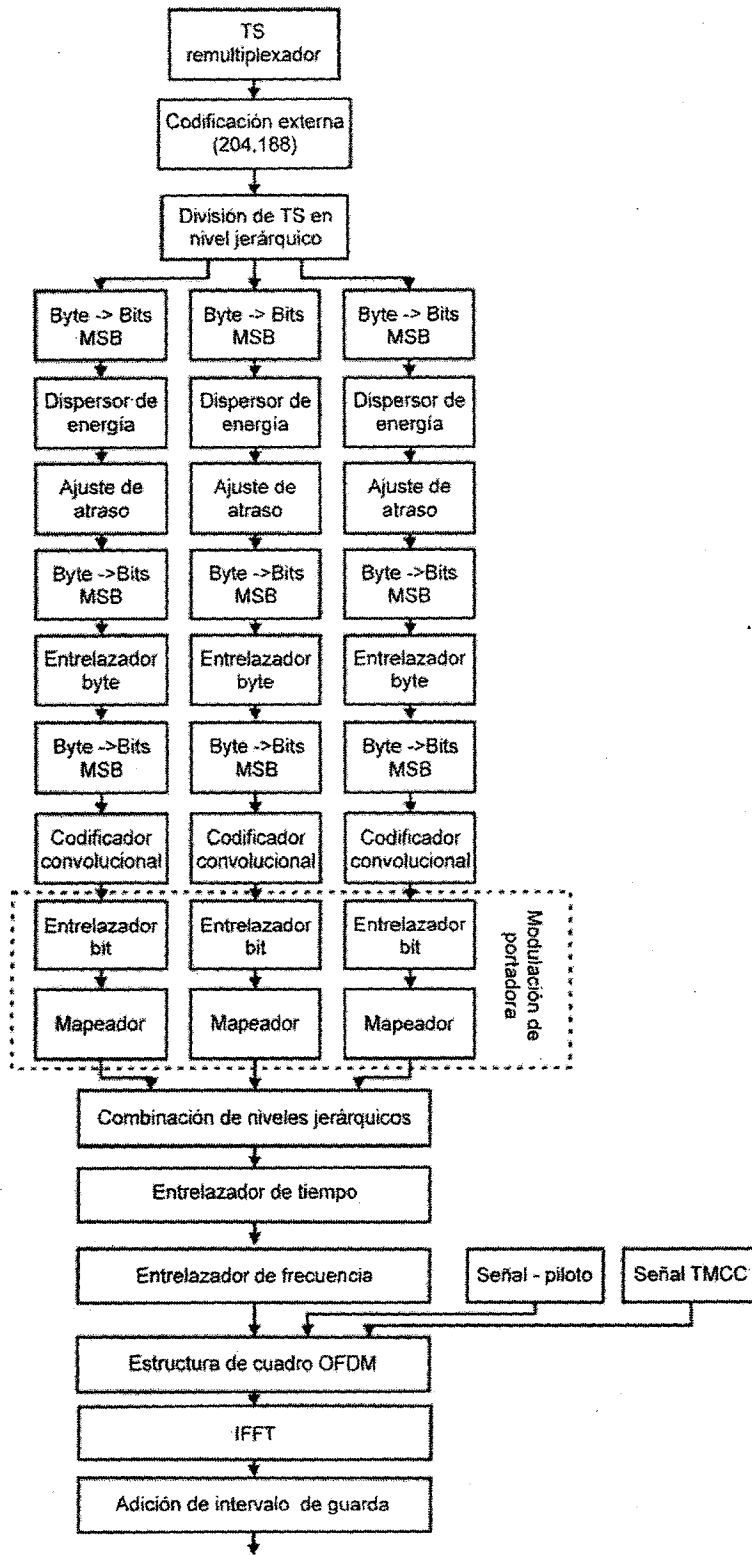 TS
remultiplexador
Codificación externa
(204,188)
División de TS en
nivel jerárquico
Byte -> Bits
MSB
Byte -> Bits
MSB
Byte -> Bits
MSB
Dispersor de
energía
Dispersor de
energía
Dispersor de
energía
Ajuste de
atraso
Ajuste de
atraso
Ajuste de
atraso
Byte ->Bits
MSB
Byte ->Bits
MSB
Byte ->Bits
MSB
Entrelazador
byte
Entrelazador
byte
Entrelazador
byte
Byte ->Bits
MSB
Byte ->Bits
MSB
Byte ->Bits
MSB
Codificador
convolucional
Codificador
convolucional
Codificador
convolucional
Entrelazador
bit
Entrelazador
bit
Entrelazador
bit
Modulación de
portadora
Mapeador
Mapeador
Mapeador
Combinación de niveles jerárquicos
Entrelazador de tiempo
Entrelazador de frecuencia
Señal - piloto
Señal TMCC
Estructura de cuadro OFDM
IFFT
Adición de intervalo de guarda